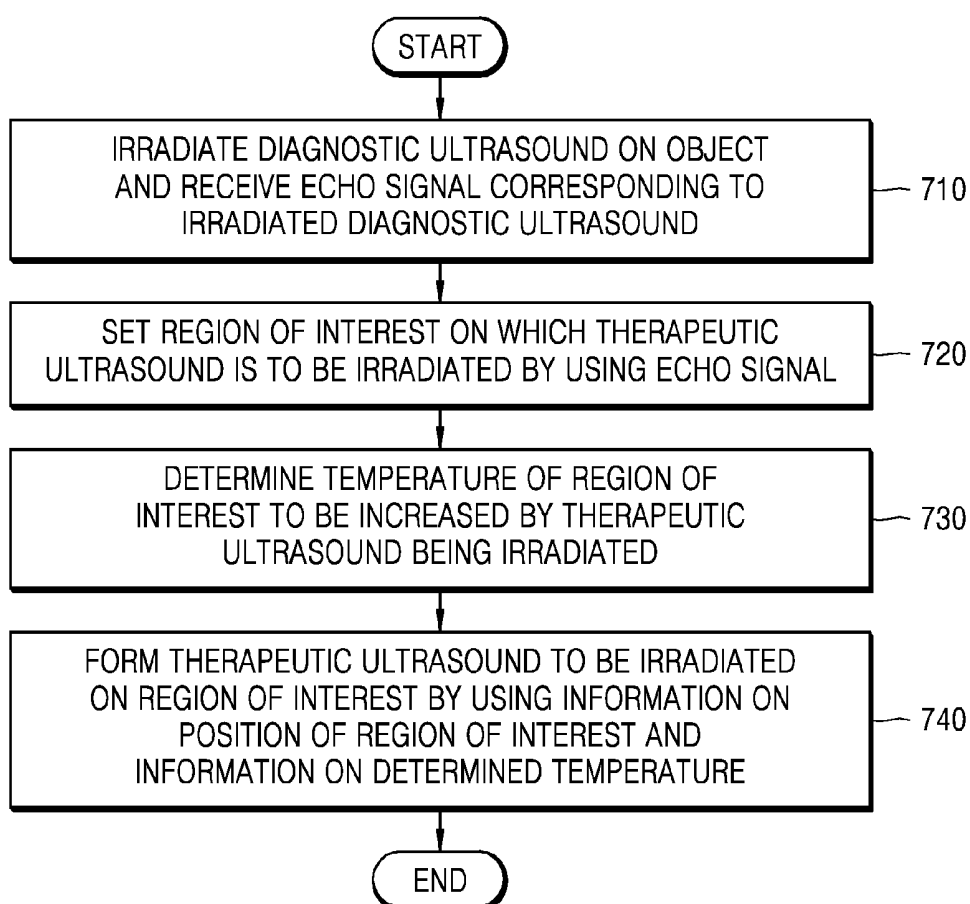 START
IRRADIATE DIAGNOSTIC ULTRASOUND ON OBJECT
AND RECEIVE ECHO SIGNAL CORRESPONDING TO
IRRADIATED DIAGNOSTIC ULTRASOUND
710
SET REGION OF INTEREST ON WHICH THERAPEUTIC
ULTRASOUND IS TO BE IRRADIATED BY USING ECHO SIGNAL
720
DETERMINE TEMPERATURE OF REGION OF
INTEREST TO BE INCREASED BY THERAPEUTIC
ULTRASOUND BEING IRRADIATED
730
FORM THERAPEUTIC ULTRASOUND TO BE IRRADIATED
ON REGION OF INTEREST BY USING INFORMATION ON
POSITION OF REGION OF INTEREST AND
INFORMATION ON DETERMINED TEMPERATURE
740
END